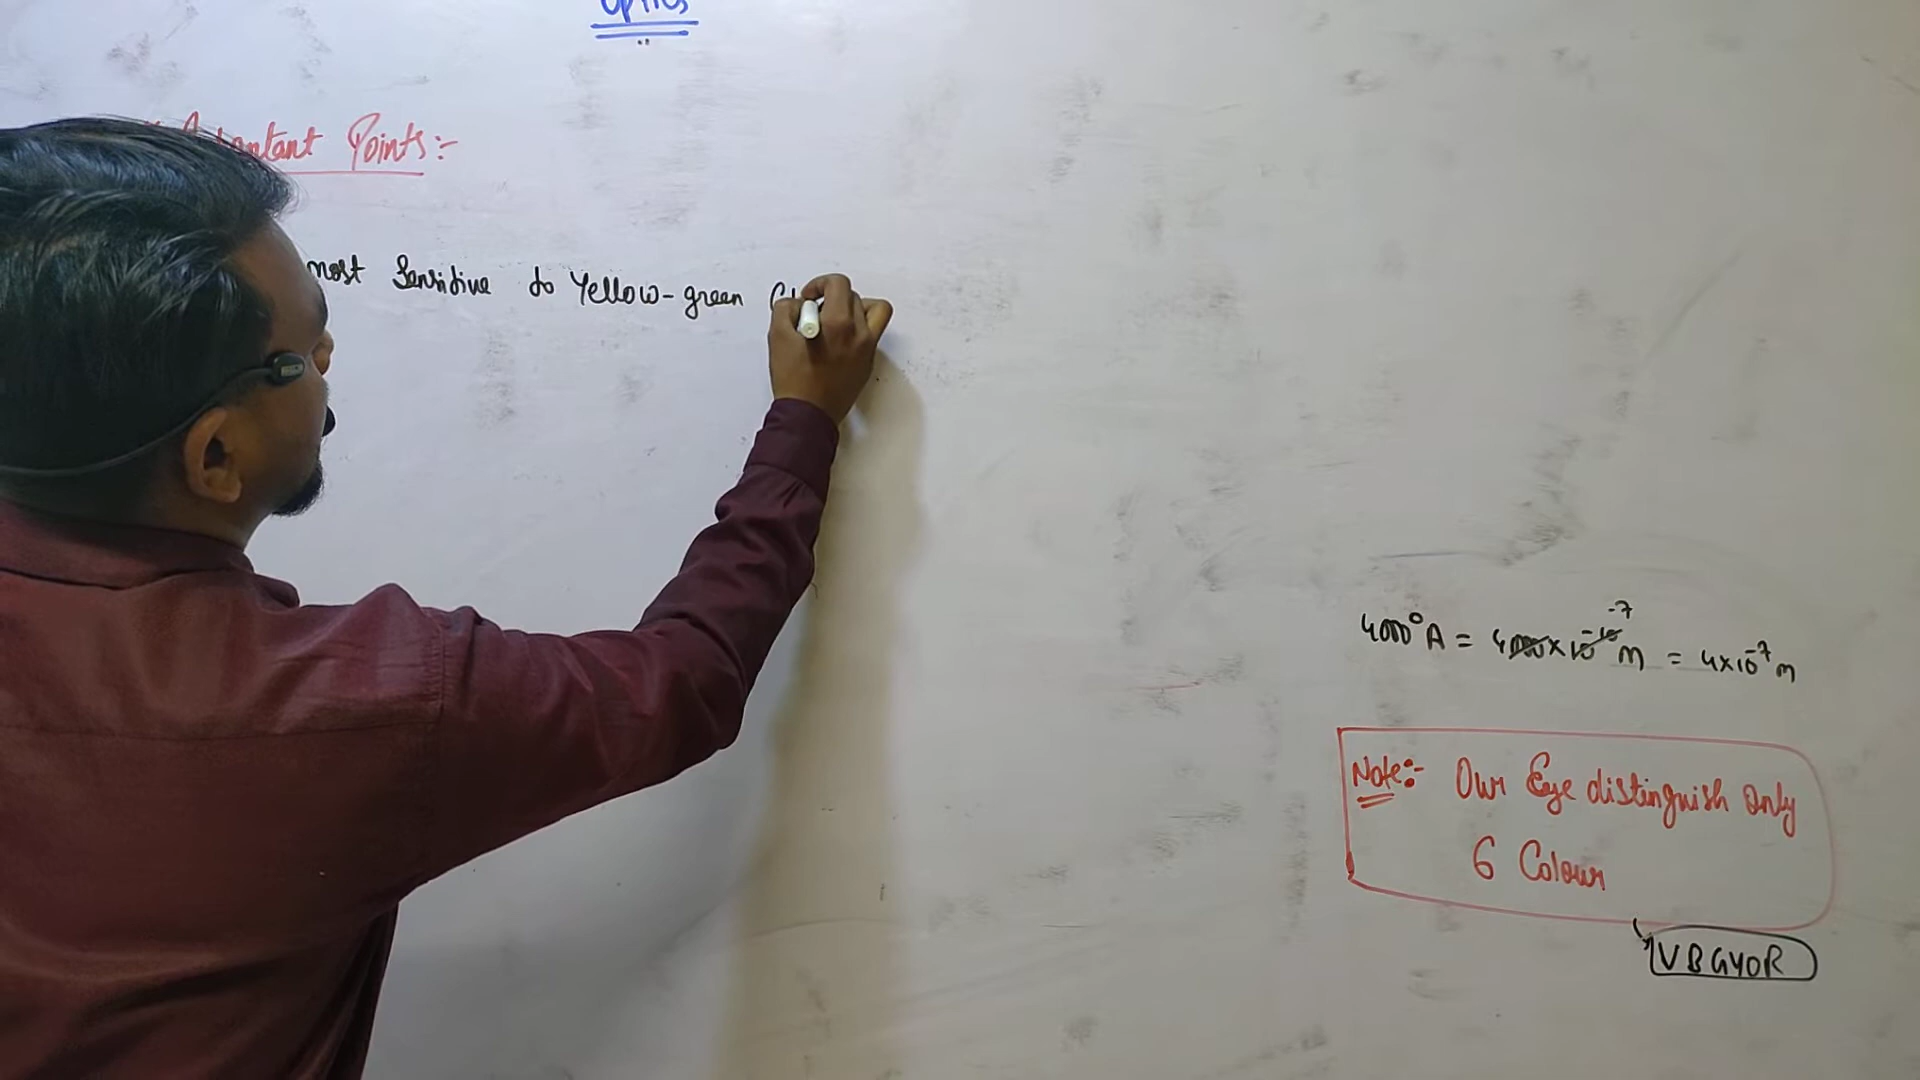 Optics
Points:-
most Sensitive to Yellow-green
4000°A = 4000×10⁻¹⁰ ⁻⁷ m = 4×10⁻⁷ m
Note:- Our Eye distinguish only
6 Colour
VBGYOR